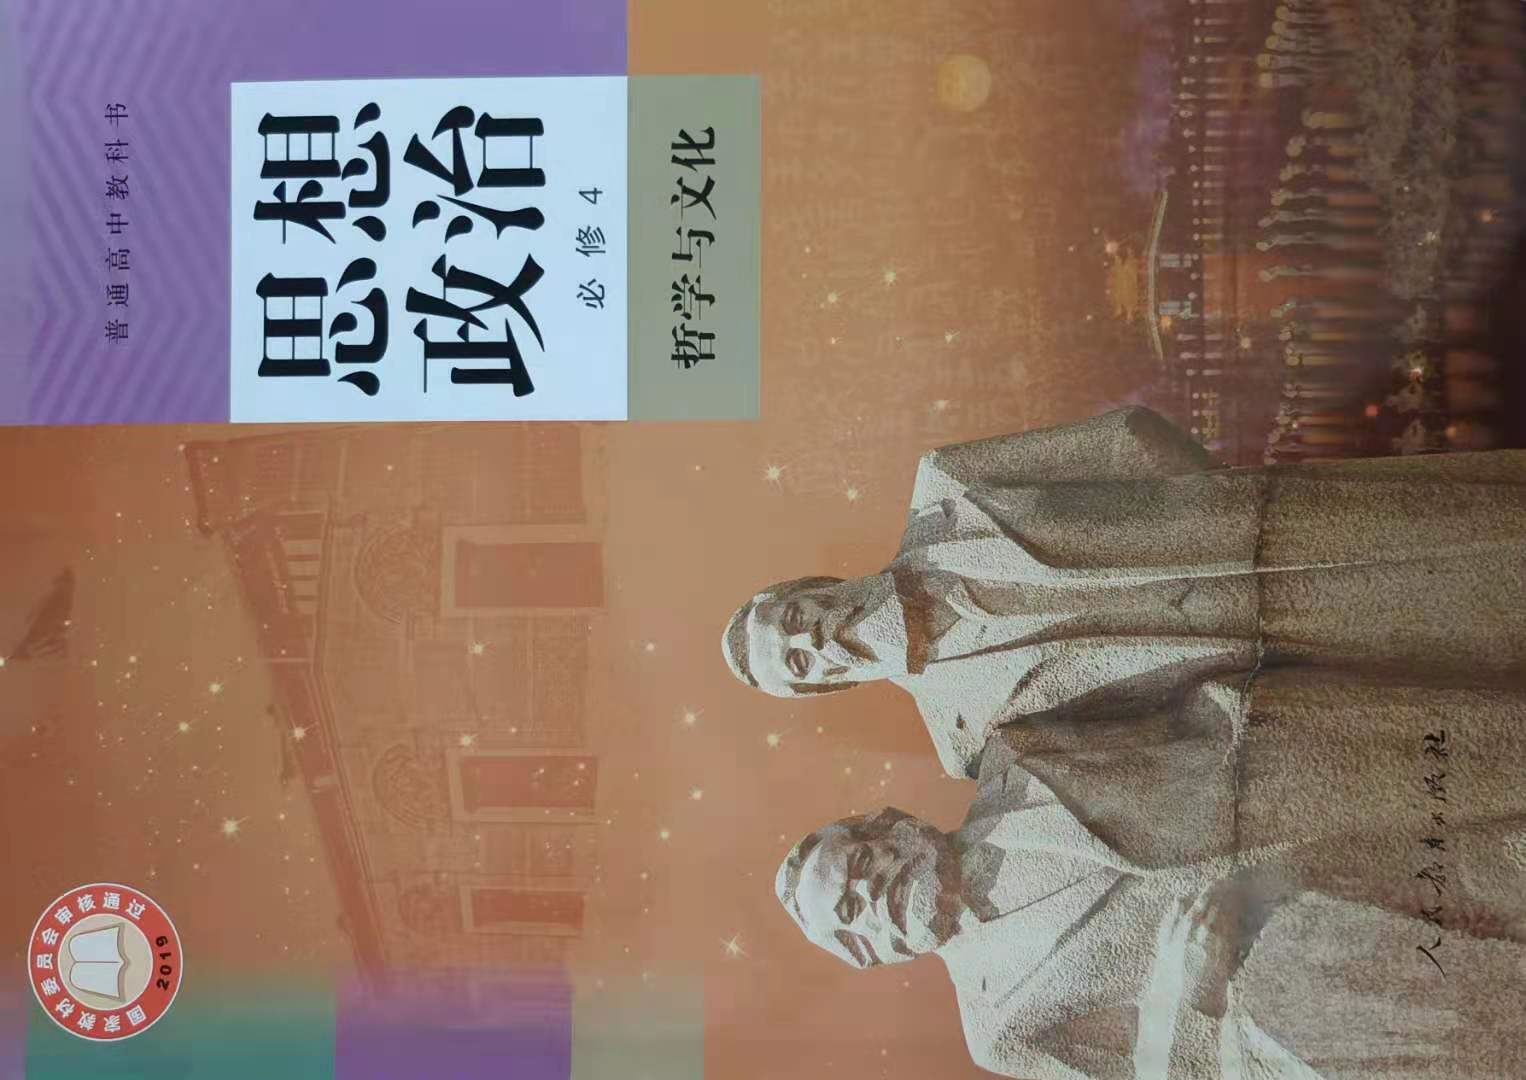 普通高中教科书
思想
政治
必修 4
哲学与文化
国家教材委员会审核通过
2019
人民教育出版社